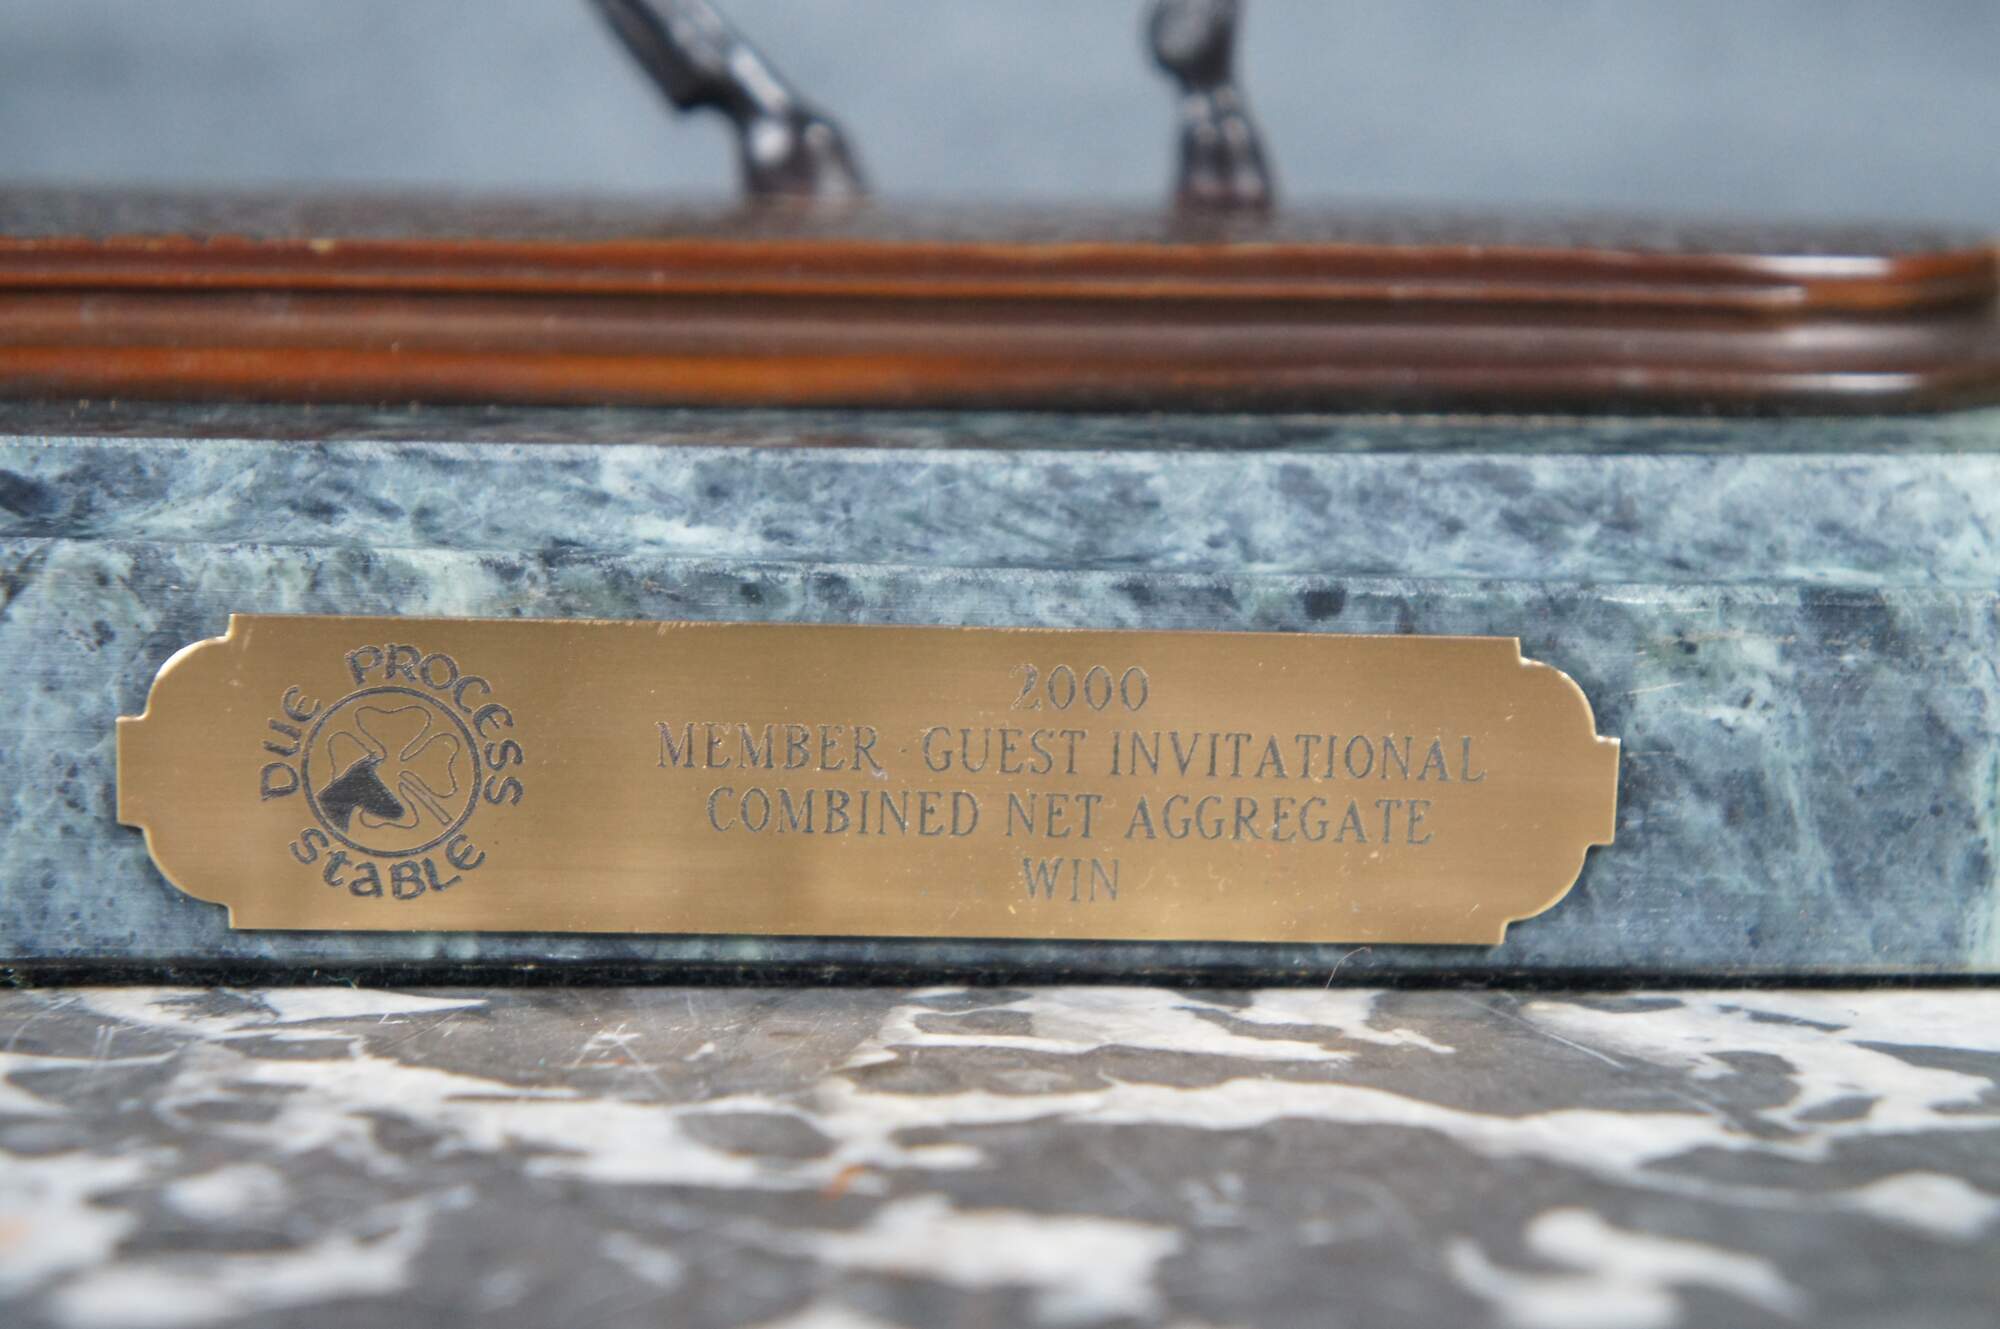 DUE PROCESS
StaBLE
2000
MEMBER - GUEST INVITATIONAL
COMBINED NET AGGREGATE
WIN